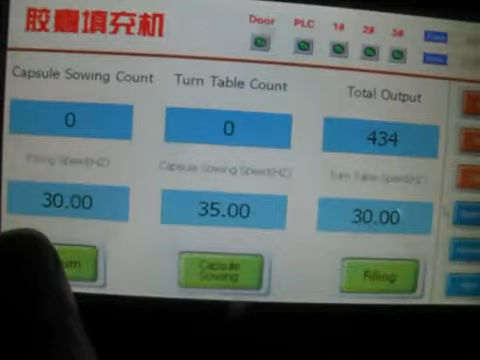 胶囊填充机
Door PLC 1# 2# 3#
Capsule Sowing Count Turn Table Count Total Output
0 0 434
Filling Speed(HZ) Capsule Sowing Speed(HZ) Turn Table Speed(HZ)
30.00 35.00 30.00
Capsule Sowing Filling